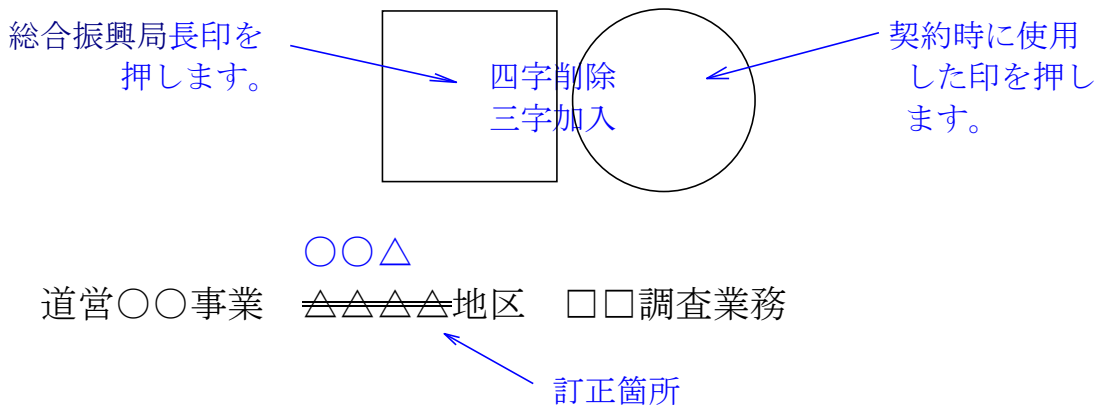 総合振興局長印を
押します。
四字削除
三字加入
契約時に使用
した印を押し
ます。
○○△
道営○○事業　△△△△地区　□□調査業務
訂正箇所